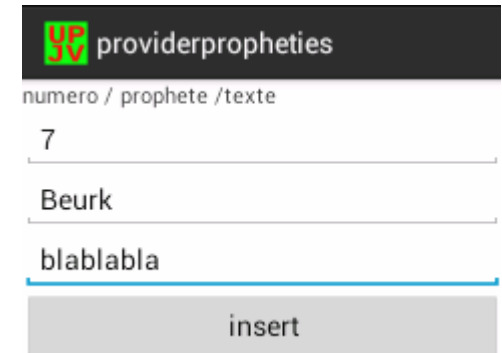 UP
JV
providerpropheties
numero / prophete /texte
7
Beurk
blablabla
insert